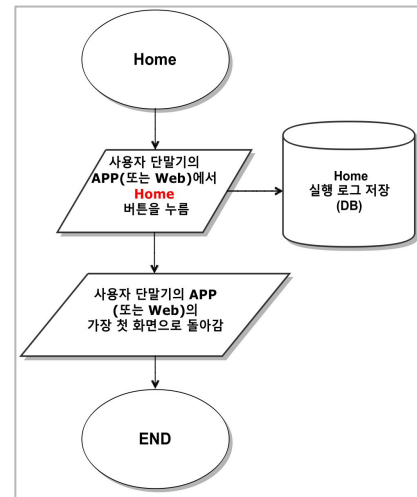 Home
사용자 단말기의
APP(또는 Web)에서
Home
버튼을 누름
Home
실행 로그 저장
(DB)
사용자 단말기의 APP
(또는 Web)의
가장 첫 화면으로 돌아감
END